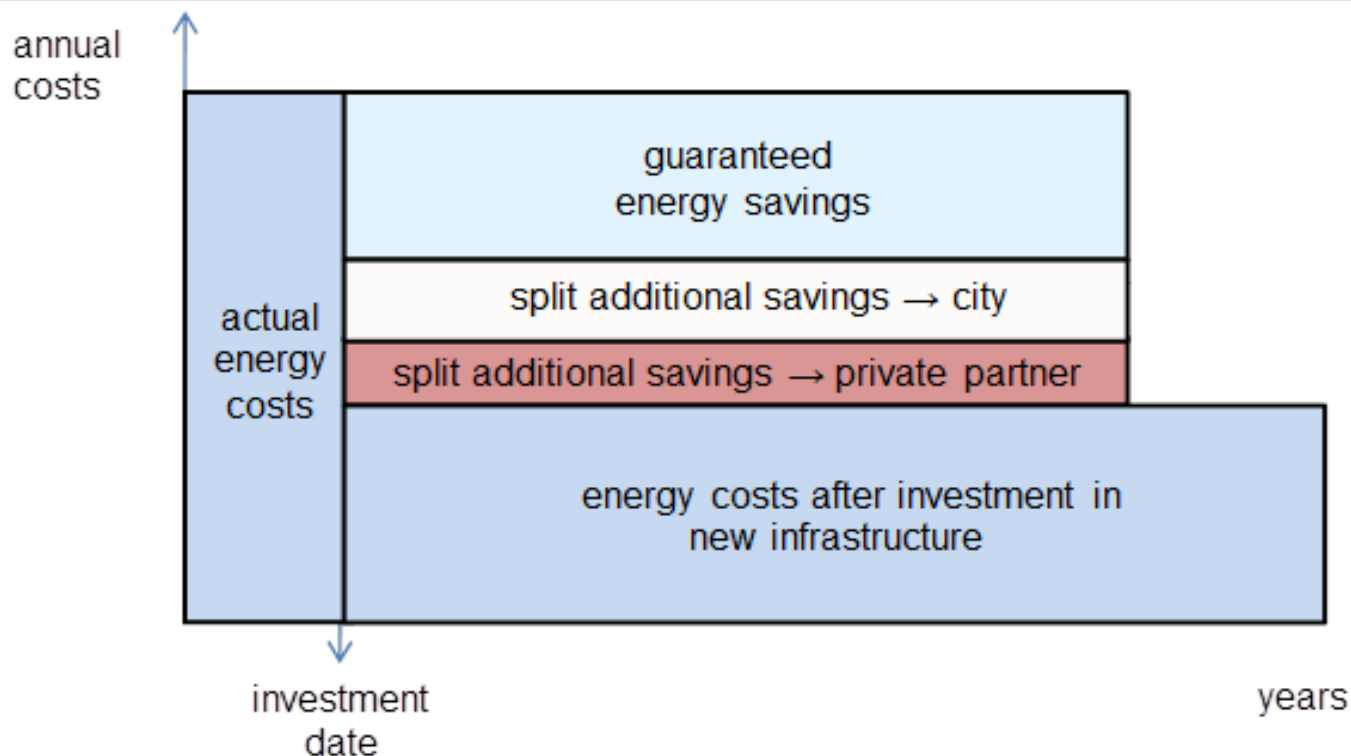 annual
costs
guaranteed
energy savings
split additional savings → city
actual
energy
costs
split additional savings → private partner
energy costs after investment in
new infrastructure
investment
date
years